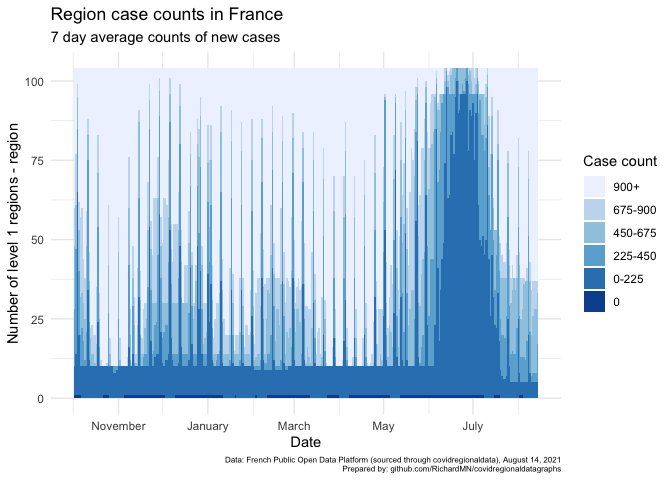 Region case counts in France
7 day average counts of new cases
Number of level 1 regions - region
100
75
50
25
0
November
January
March
May
July
Date
Case count
900+
675-900
450-675
225-450
0-225
0
Data: French Public Open Data Platform (sourced through covidregionaldata), August 14, 2021
Prepared by: github.com/RichardMN/covidregionaldatagraphs